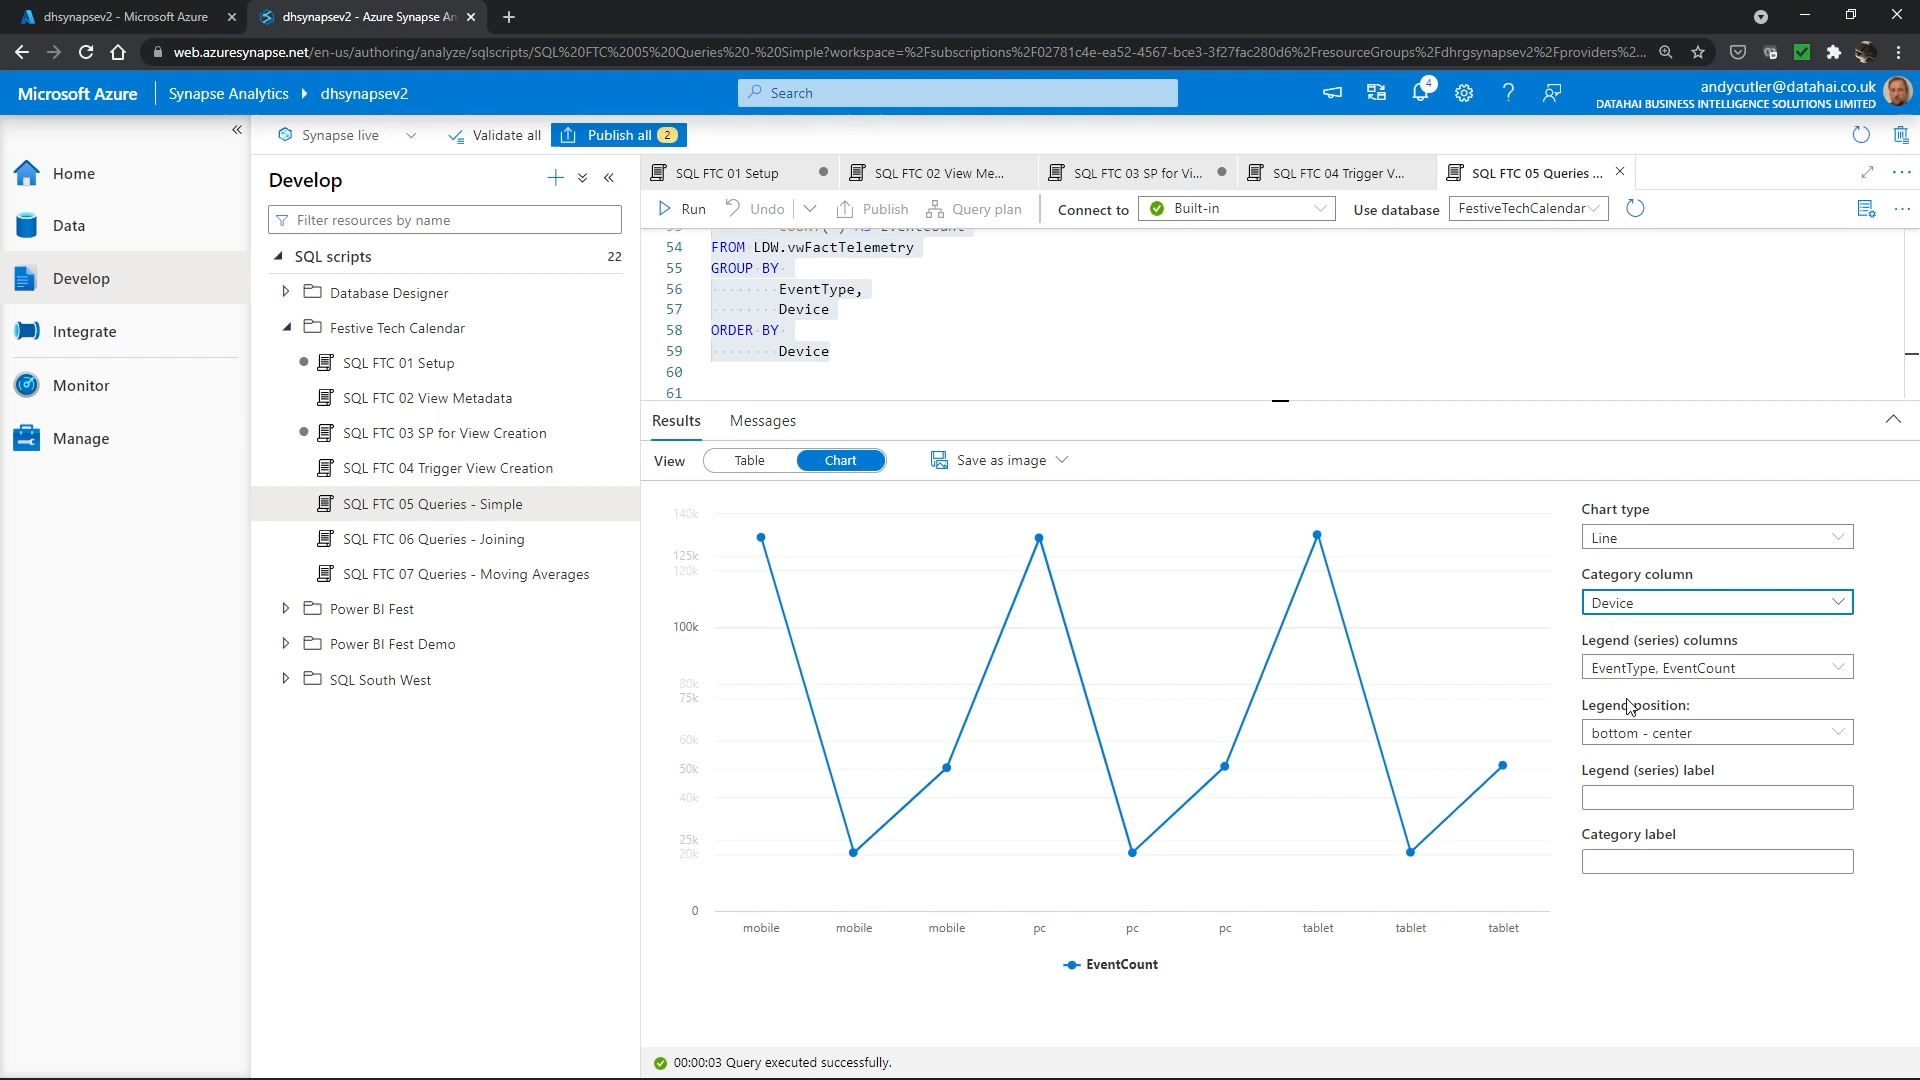 dhsynapsev2 - Microsoft Azure
dhsynapsev2 - Azure Synapse An
web.azuresynapse.net/en-us/authoring/analyze/sqlscripts/SQL%20FTC%2005%20Queries%20-%20Simple?workspace=%2Fsubscriptions%2F02781c4e-ea52-4567-bce3-3f27fac280d6%2FresourceGroups%2Fdhrgsynapsev2%2Fproviders%2...
Microsoft Azure
Synapse Analytics
dhsynapsev2
Search
4
andycutler@datahai.co.uk
DATAHAI BUSINESS INTELLIGENCE SOLUTIONS LIMITED
Synapse live
Validate all
Publish all 2
Home
Data
Develop
Integrate
Monitor
Manage
Develop
Filter resources by name
SQL scripts 22
Database Designer
Festive Tech Calendar
SQL FTC 01 Setup
SQL FTC 02 View Metadata
SQL FTC 03 SP for View Creation
SQL FTC 04 Trigger View Creation
SQL FTC 05 Queries - Simple
SQL FTC 06 Queries - Joining
SQL FTC 07 Queries - Moving Averages
Power BI Fest
Power BI Fest Demo
SQL South West
SQL FTC 01 Setup
SQL FTC 02 View Me...
SQL FTC 03 SP for Vi...
SQL FTC 04 Trigger V...
SQL FTC 05 Queries ...
Run
Undo
Publish
Query plan
Connect to
Built-in
Use database
FestiveTechCalendar
54 FROM LDW.vwFactTelemetry
55 GROUP BY
56 EventType,
57 Device
58 ORDER BY
59 Device
60
61
Results
Messages
View
Table
Chart
Save as image
140k
125k
120k
100k
80k
75k
60k
50k
40k
25k
20k
0
mobile mobile mobile pc pc pc tablet tablet tablet
EventCount
Chart type
Line
Category column
Device
Legend (series) columns
EventType, EventCount
Legend position:
bottom - center
Legend (series) label
Category label
00:00:03 Query executed successfully.